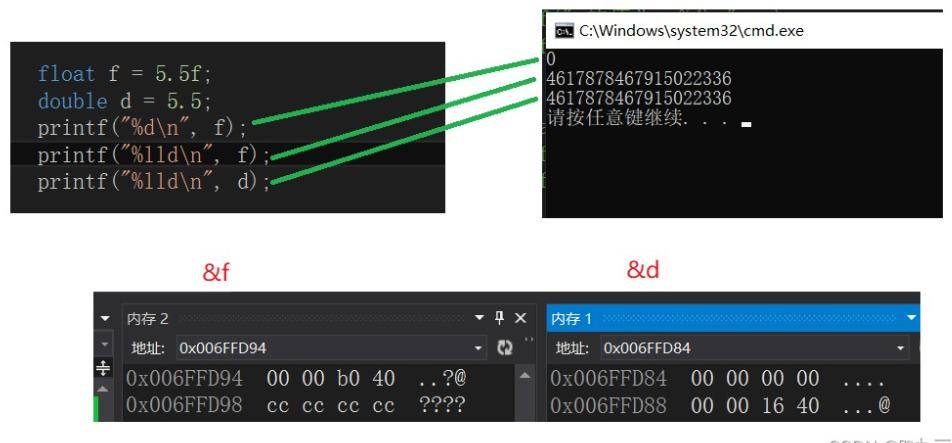 float f = 5.5f;
double d = 5.5;
printf("%d\n", f);
printf("%lld\n", f);
printf("%lld\n", d);
C:\Windows\system32\cmd.exe
0
4617878467915022336
4617878467915022336
请按任意键继续. . .
&f
&d
内存 2
地址: 0x006FFD94
0x006FFD94 00 00 b0 40 ..?@
0x006FFD98 cc cc cc cc ????
内存 1
地址: 0x006FFD84
0x006FFD84 00 00 00 00 ....
0x006FFD88 00 00 16 40 ...@